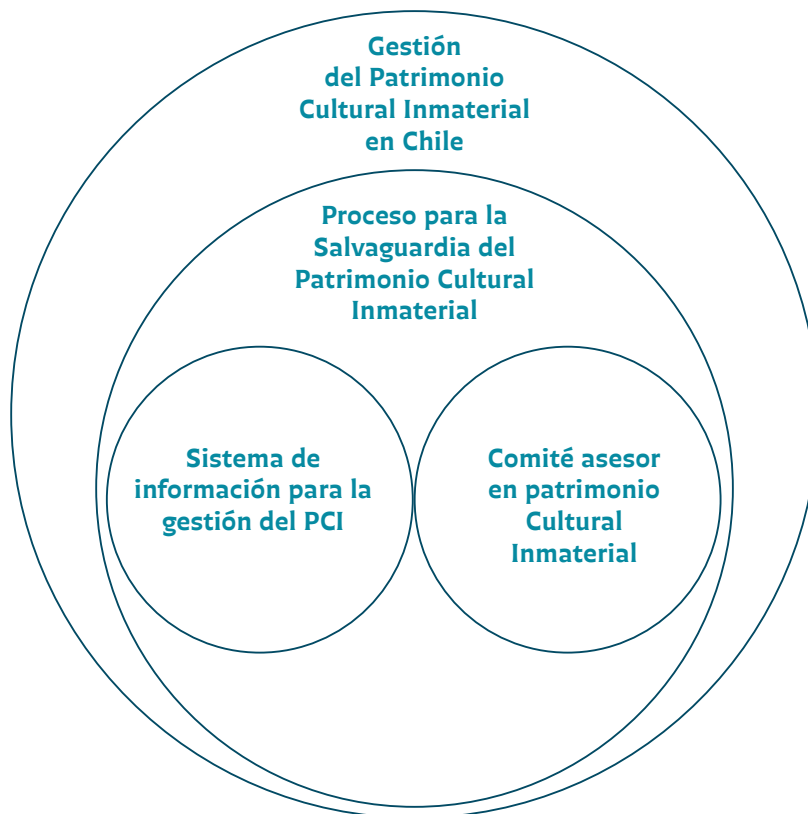 Gestión
del Patrimonio
Cultural Inmaterial
en Chile
Proceso para la
Salvaguardia del
Patrimonio Cultural
Inmaterial
Sistema de
información para la
gestión del PCI
Comité asesor
en patrimonio
Cultural
Inmaterial